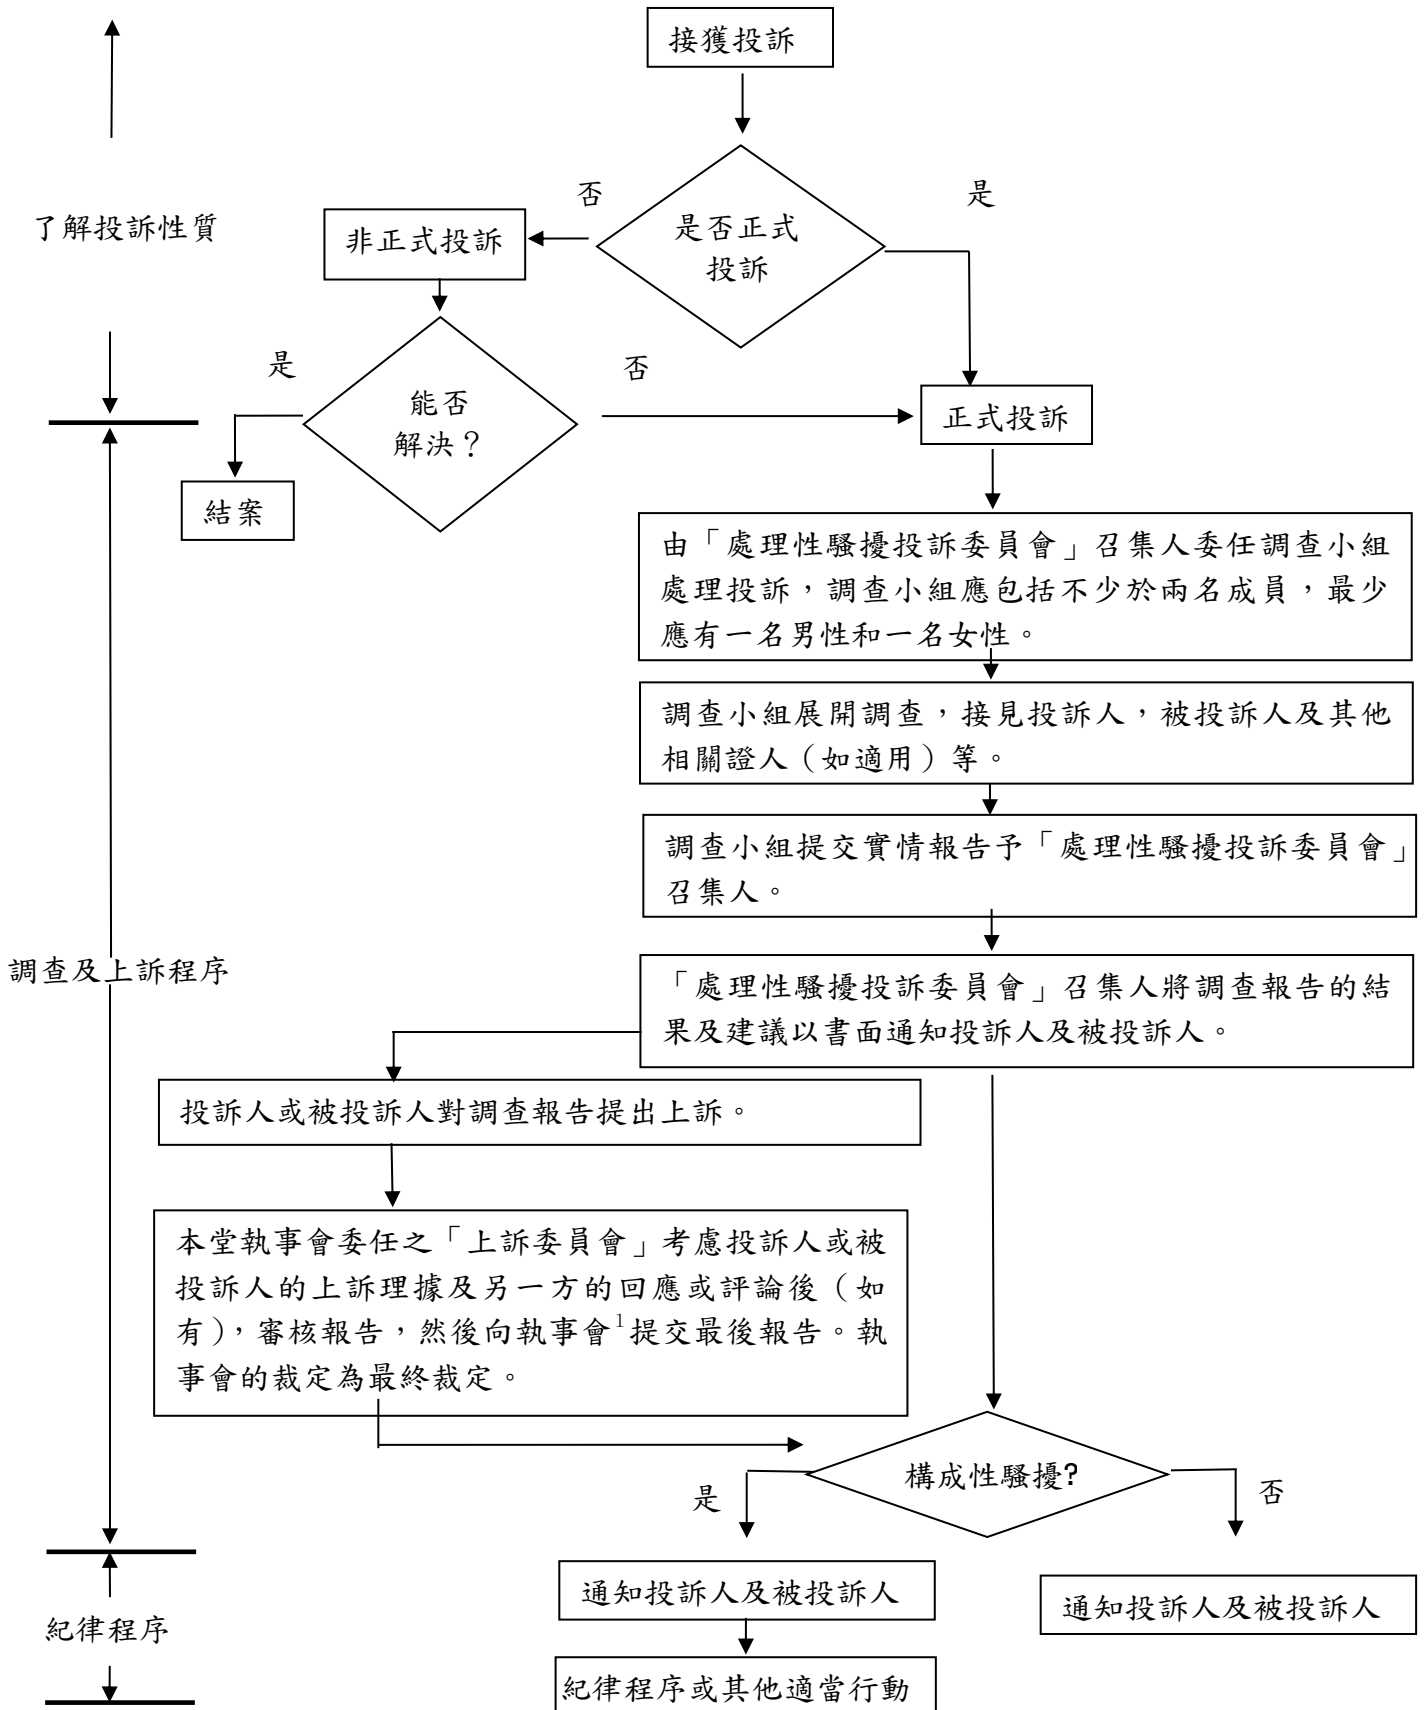 接獲投訴
否
是
了解投訴性質
非正式投訴
是否正式
投訴
是
否
能否
解決？
正式投訴
結案
由「處理性騷擾投訴委員會」召集人委任調查小組
處理投訴，調查小組應包括不少於兩名成員，最少
應有一名男性和一名女性。
調查小組展開調查，接見投訴人，被投訴人及其他
相關證人（如適用）等。
調查小組提交實情報告予「處理性騷擾投訴委員會」
召集人。
調查及上訴程序
「處理性騷擾投訴委員會」召集人將調查報告的結
果及建議以書面通知投訴人及被投訴人。
投訴人或被投訴人對調查報告提出上訴。
本堂執事會委任之「上訴委員會」考慮投訴人或被
投訴人的上訴理據及另一方的回應或評論後（如
有），審核報告，然後向執事會1提交最後報告。執
事會的裁定為最終裁定。
構成性騷擾?
是
否
通知投訴人及被投訴人
通知投訴人及被投訴人
紀律程序
紀律程序或其他適當行動